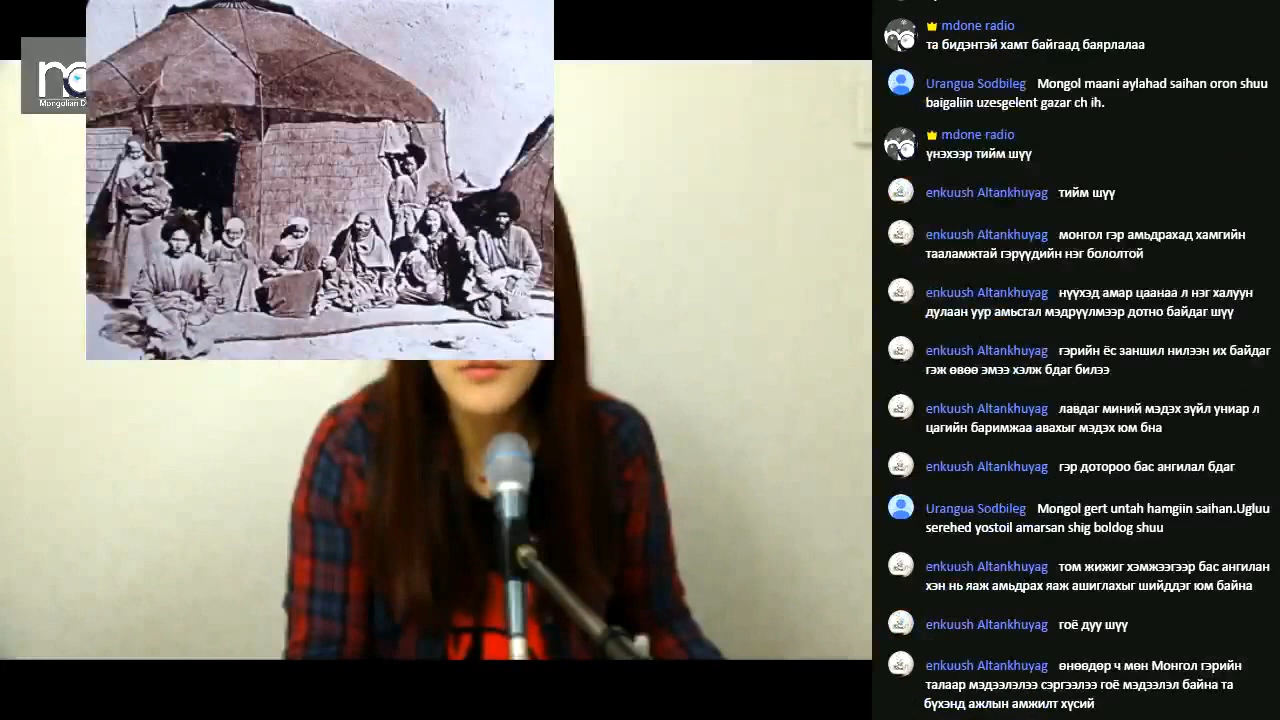 Mongolian D
mdone radio
та бидэнтэй хамт байгаад баярлалаа
Urangua Sodbileg Mongol maani aylahad saihan oron shuu
baigaliin uzesgelent gazar ch ih.
mdone radio
үнэхээр тийм шүү
enkuush Altankhuyag тийм шүү
enkuush Altankhuyag монгол гэр амьдрахад хамгийн
тааламжтай гэрүүдийн нэг бололтой
enkuush Altankhuyag нүүхэд амар цаанаа л нэг халуун
дулаан уур амьсгал мэдрүүлмээр дотно байдаг шүү
enkuush Altankhuyag гэрийн ёс заншил нилээн их байдаг
гэж өвөө эмээ хэлж бдаг билээ
enkuush Altankhuyag лавдаг миний мэдэх зүйл униар л
цагийн баримжаа авахыг мэдэх юм бна
enkuush Altankhuyag гэр дотороо бас ангилал бдаг
Urangua Sodbileg Mongol gert untah hamgiin saihan.Ugluu
serehed yostoil amarsan shig boldog shuu
enkuush Altankhuyag том жижиг хэмжээгээр бас ангилан
хэн нь яаж амьдрах яаж ашиглахыг шийддэг юм байна
enkuush Altankhuyag гоё дуу шүү
enkuush Altankhuyag өнөөдөр ч мөн Монгол гэрийн
талаар мэдээлэлээ сэргээлээ гоё мэдээлэл байна та
бүхэнд ажлын амжилт хүсий